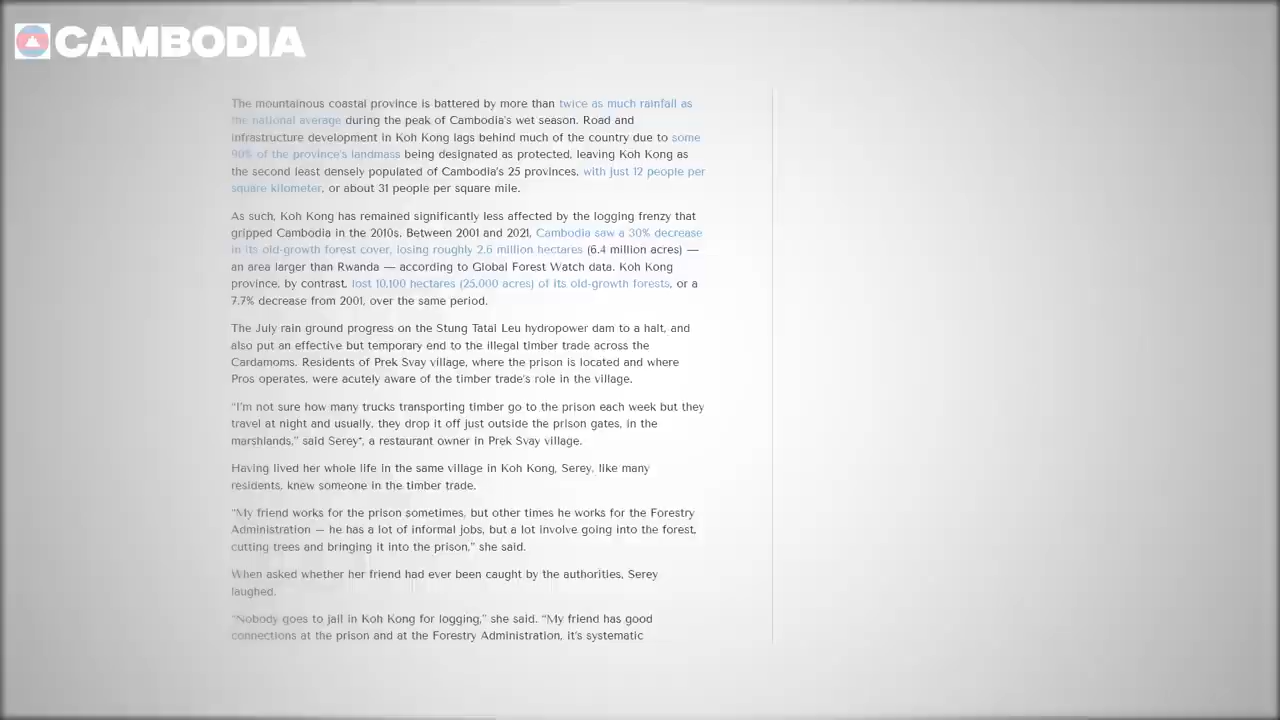 CAMBODIA
The mountainous coastal province is battered by more than twice as much rainfall as
the national average during the peak of Cambodia's wet season. Road and
infrastructure development in Koh Kong lags behind much of the country due to some
90% of the province's landmass being designated as protected, leaving Koh Kong as
the second least densely populated of Cambodia's 25 provinces, with just 12 people per
square kilometer, or about 31 people per square mile.
As such, Koh Kong has remained significantly less affected by the logging frenzy that
gripped Cambodia in the 2010s. Between 2001 and 2021, Cambodia saw a 30% decrease
in its old-growth forest cover, losing roughly 2.6 million hectares (6.4 million acres) —
an area larger than Rwanda — according to Global Forest Watch data. Koh Kong
province, by contrast, lost 10,100 hectares (25,000 acres) of its old-growth forests, or a
7.7% decrease from 2001, over the same period.
The July rain ground progress on the Stung Tatai Leu hydropower dam to a halt, and
also put an effective but temporary end to the illegal timber trade across the
Cardamoms. Residents of Prek Svay village, where the prison is located and where
Pros operates, were acutely aware of the timber trade's role in the village.
“I'm not sure how many trucks transporting timber go to the prison each week but they
travel at night and usually, they drop it off just outside the prison gates, in the
marshlands,” said Serey*, a restaurant owner in Prek Svay village.
Having lived her whole life in the same village in Koh Kong, Serey, like many
residents, knew someone in the timber trade.
“My friend works for the prison sometimes, but other times he works for the Forestry
Administration — he has a lot of informal jobs, but a lot involve going into the forest,
cutting trees and bringing it into the prison,” she said.
When asked whether her friend had ever been caught by the authorities, Serey
laughed.
“Nobody goes to jail in Koh Kong for logging,” she said. “My friend has good
connections at the prison and at the Forestry Administration, it's systematic